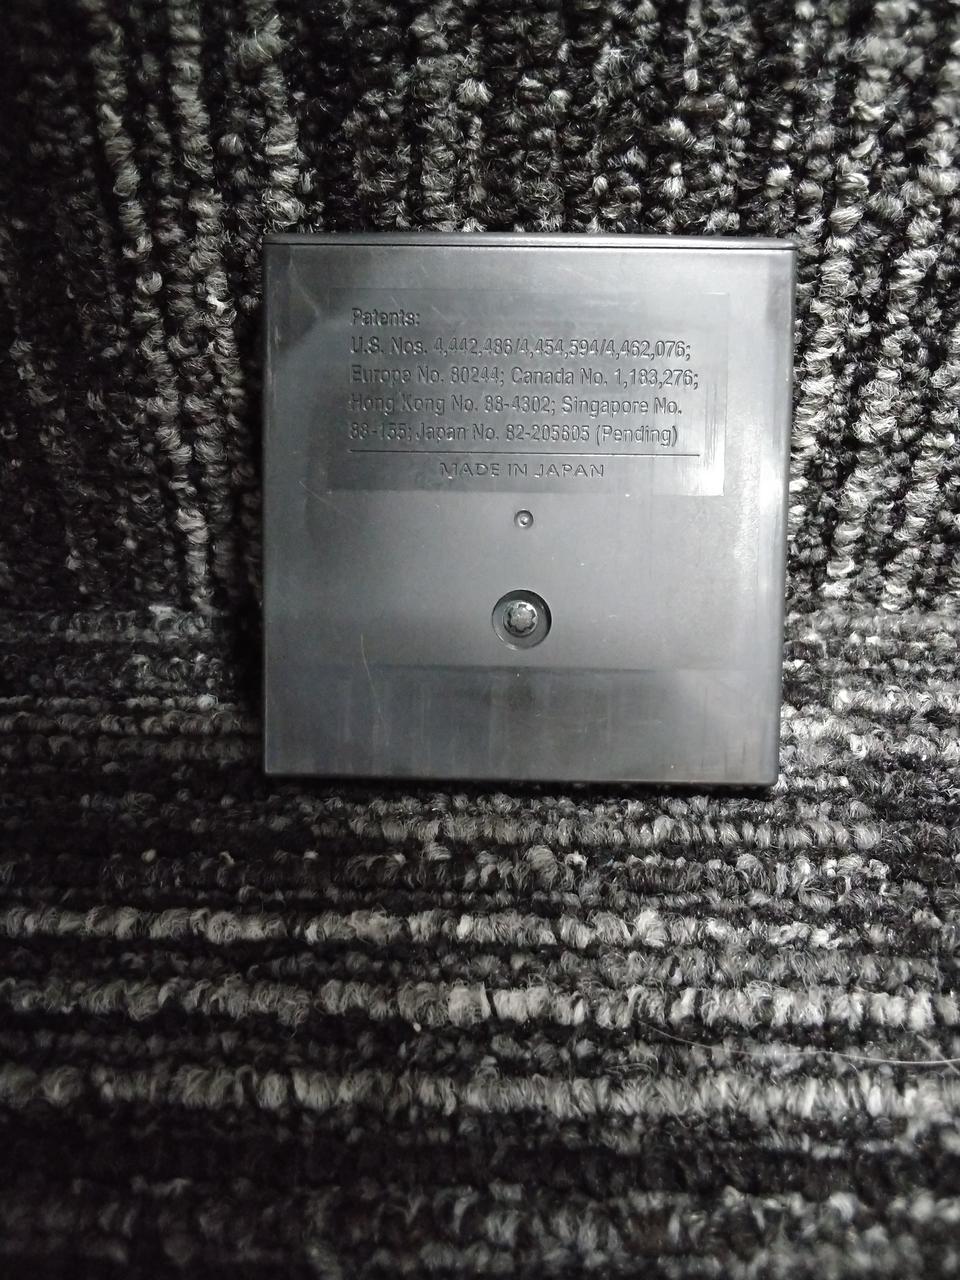 Patents:
U.S. Nos. 4,442,486/4,454,594/4,462,076;
Europe No. 80244; Canada No. 1,183,276;
Hong Kong No. 88-4302; Singapore No.
88-155; Japan No. 82-205605 (Pending)
MADE IN JAPAN